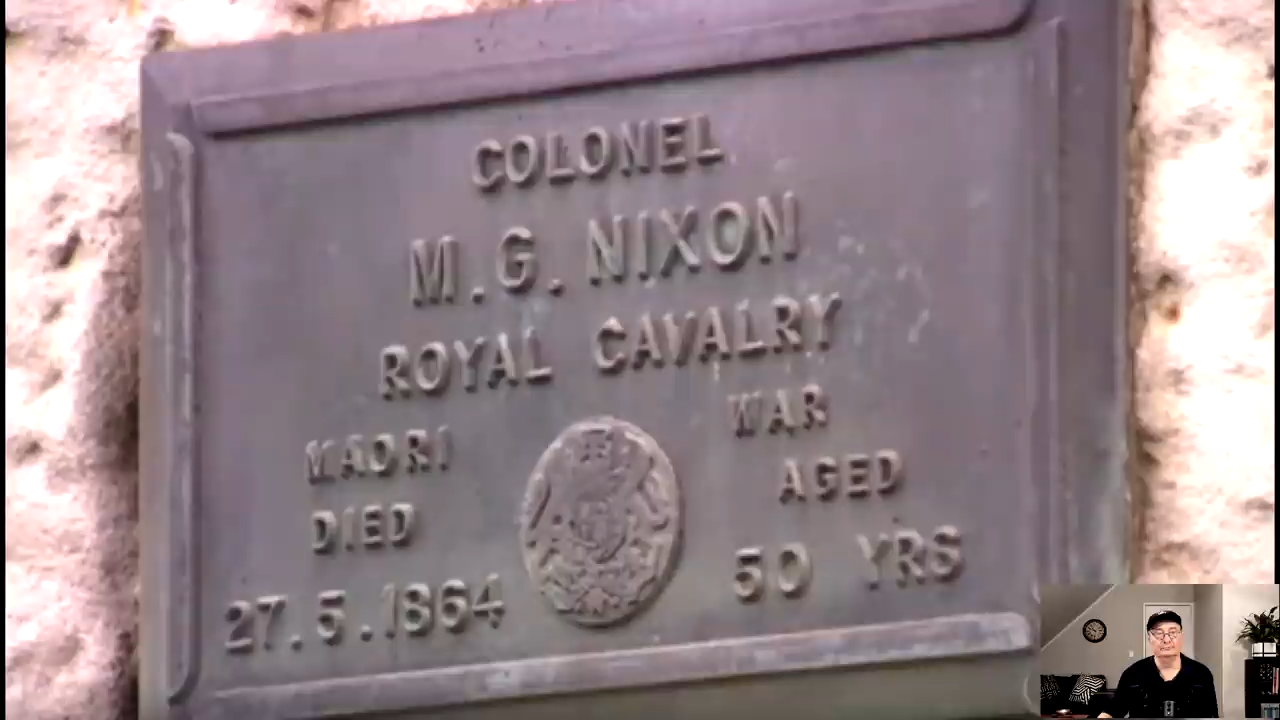 COLONEL
M.G. NIXON
ROYAL CAVALRY
MAORI WAR
DIED AGED
27.5.1864 50 YRS